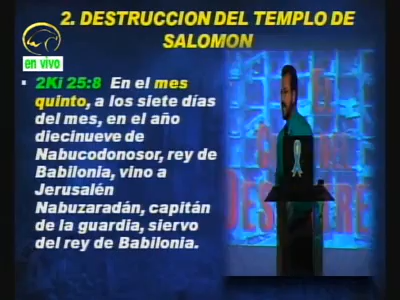 2. DESTRUCCION DEL TEMPLO DE
SALOMON
en vivo
2Ki 25:8 En el mes
quinto, a los siete días
del mes, en el año
diecinueve de
Nabucodonosor, rey de
Babilonia, vino a
Jerusalén
Nabuzaradán, capitán
de la guardia, siervo
del rey de Babilonia.